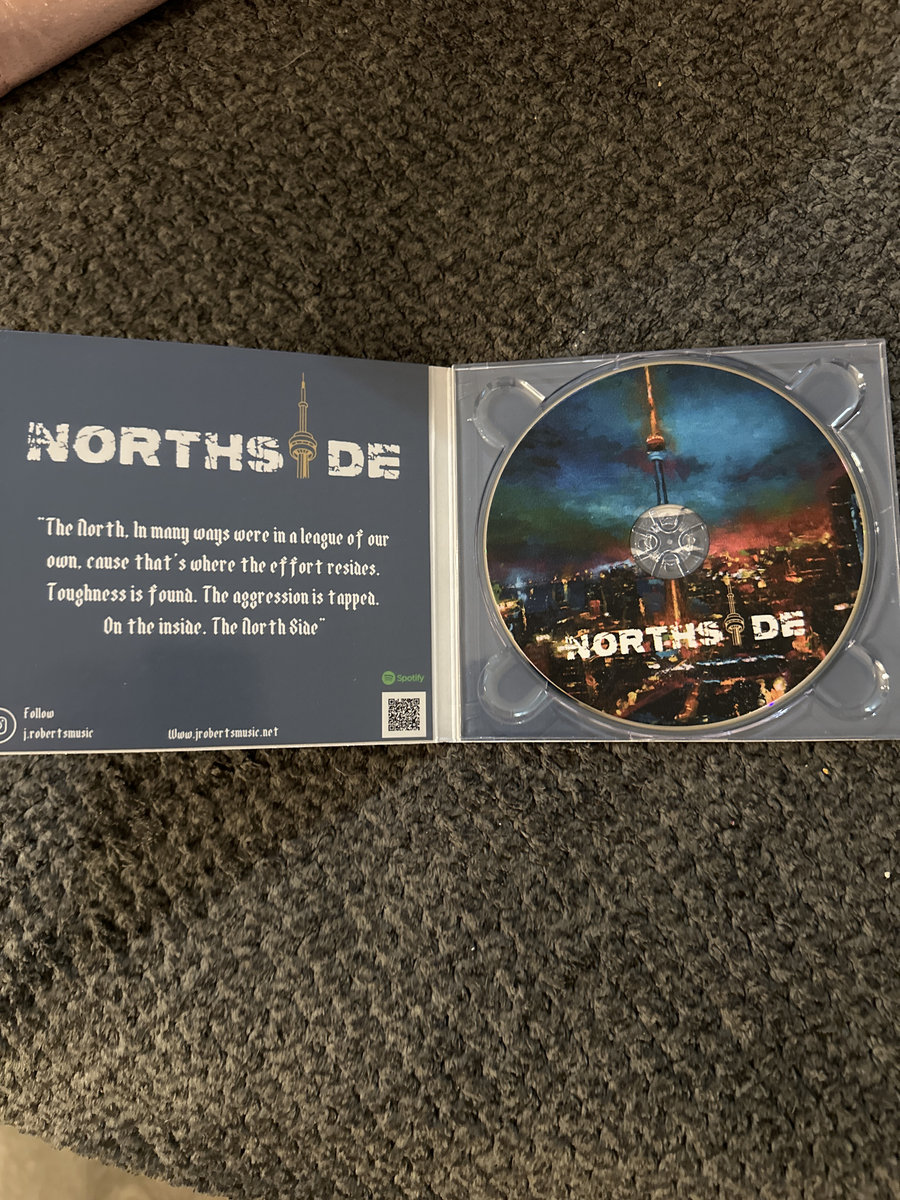 NORTHSIDE
"The North, In many ways were in a league of our
own, cause that's where the effort resides.
Toughness is found. The aggression is tapped.
On the inside. The North Side"
Spotify
Follow
j.robertsmusic
Www.jrobertsmusic.net
NORTHSIDE